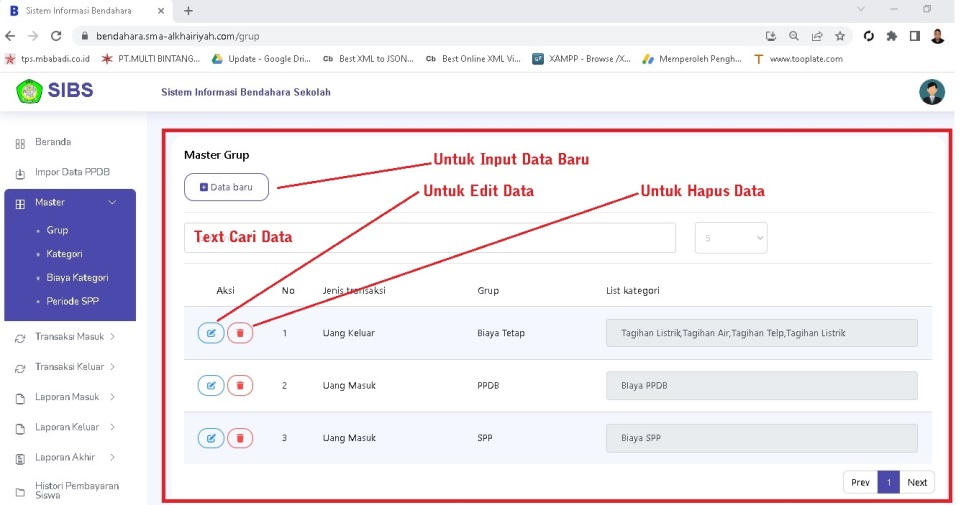 B Sistem Informasi Bendahara
bendahara.sma-alkhairiyah.com/grup
tps.mbabadi.co.id PT.MULTI BINTANG... Update - Google Dri... Cb Best XML to JSON... Cb Best Online XML Vi... GF XAMPP - Browse /X... Memperoleh Pengh... T www.tooplate.com
SIBS
Sistem Informasi Bendahara Sekolah
Beranda
Impor Data PPDB
Master
Grup
Kategori
Biaya Kategori
Periode SPP
Transaksi Masuk
Transaksi Keluar
Laporan Masuk
Laporan Keluar
Laporan Akhir
Histori Pembayaran
Siswa
Master Grup
Untuk Input Data Baru
Data baru
Untuk Edit Data
Untuk Hapus Data
Text Cari Data
5
Aksi No Jenis transaksi Grup List kategori
1 Uang Keluar Biaya Tetap Tagihan Listrik,Tagihan Air,Tagihan Telp,Tagihan Listrik
2 Uang Masuk PPDB BIaya PPDB
3 Uang Masuk SPP Biaya SPP
Prev 1 Next